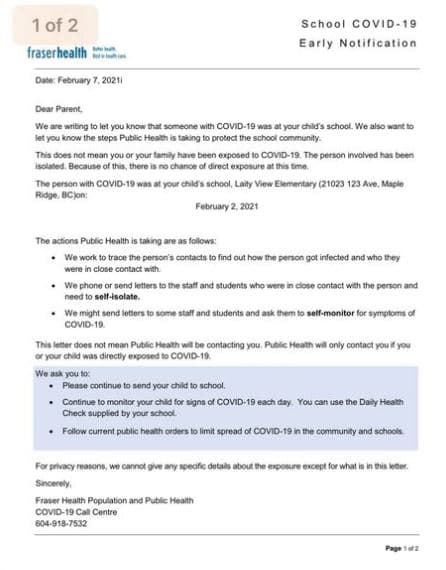 1 of 2
School COVID-19
Early Notification
fraserhealth Better health.
Best in health care.
Date: February 7, 2021i
Dear Parent,
We are writing to let you know that someone with COVID-19 was at your child's school. We also want to
let you know the steps Public Health is taking to protect the school community.
This does not mean you or your family have been exposed to COVID-19. The person involved has been
isolated. Because of this, there is no chance of direct exposure at this time.
The person with COVID-19 was at your child's school, Laity View Elementary (21023 123 Ave, Maple
Ridge, BC)on:
February 2, 2021
The actions Public Health is taking are as follows:
• We work to trace the person's contacts to find out how the person got infected and who they
were in close contact with.
• We phone or send letters to the staff and students who were in close contact with the person and
need to self-isolate.
• We might send letters to some staff and students and ask them to self-monitor for symptoms of
COVID-19.
This letter does not mean Public Health will be contacting you. Public Health will only contact you if you
or your child was directly exposed to COVID-19.
We ask you to:
• Please continue to send your child to school.
• Continue to monitor your child for signs of COVID-19 each day. You can use the Daily Health
Check supplied by your school.
• Follow current public health orders to limit spread of COVID-19 in the community and schools.
For privacy reasons, we cannot give any specific details about the exposure except for what is in this letter.
Sincerely,
Fraser Health Population and Public Health
COVID-19 Call Centre
604-918-7532
Page 1 of 2